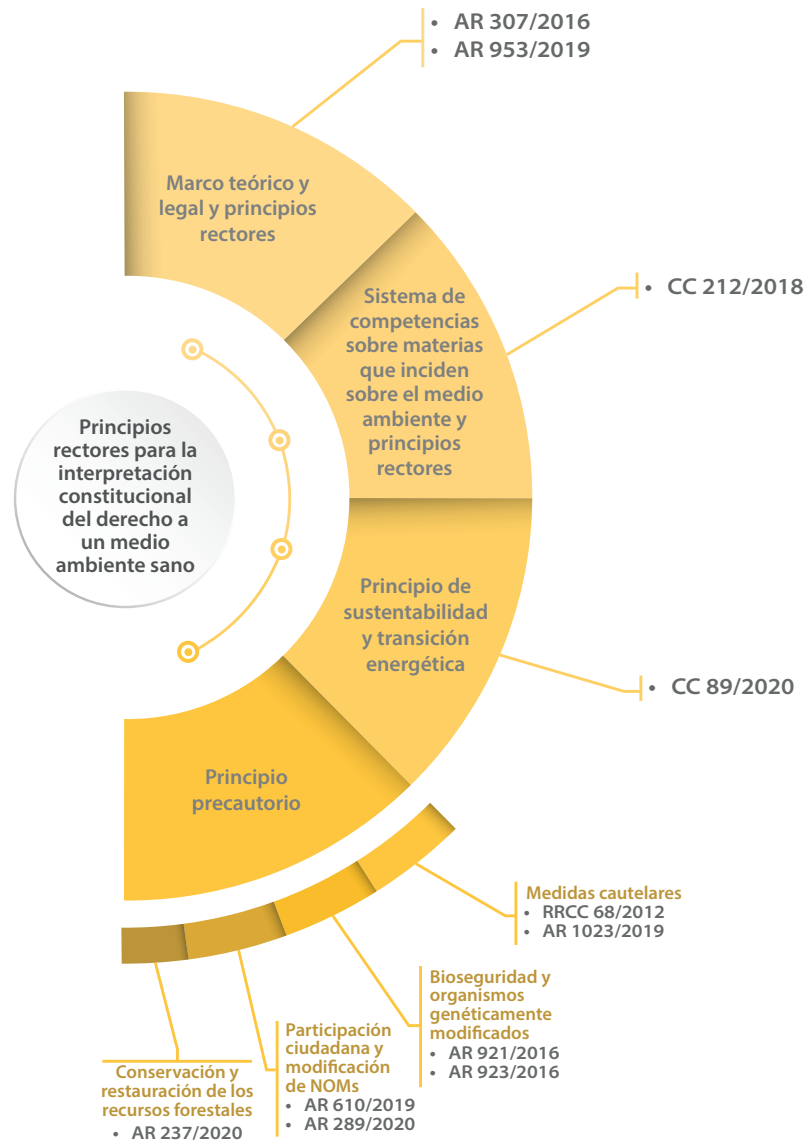 • AR 307/2016
• AR 953/2019
Marco teórico y
legal y principios
rectores
Sistema de
competencias
sobre materias
que inciden
sobre el medio
ambiente y
principios
rectores
• CC 212/2018
Principios
rectores para la
interpretación
constitucional
del derecho a
un medio
ambiente sano
Principio de
sustentabilidad
y transición
energética
• CC 89/2020
Principio
precautorio
Medidas cautelares
• RRCC 68/2012
• AR 1023/2019
Bioseguridad y
organismos
genéticamente
modificados
• AR 921/2016
• AR 923/2016
Participación
ciudadana y
modificación
de NOMs
• AR 610/2019
• AR 289/2020
Conservación y
restauración de los
recursos forestales
• AR 237/2020